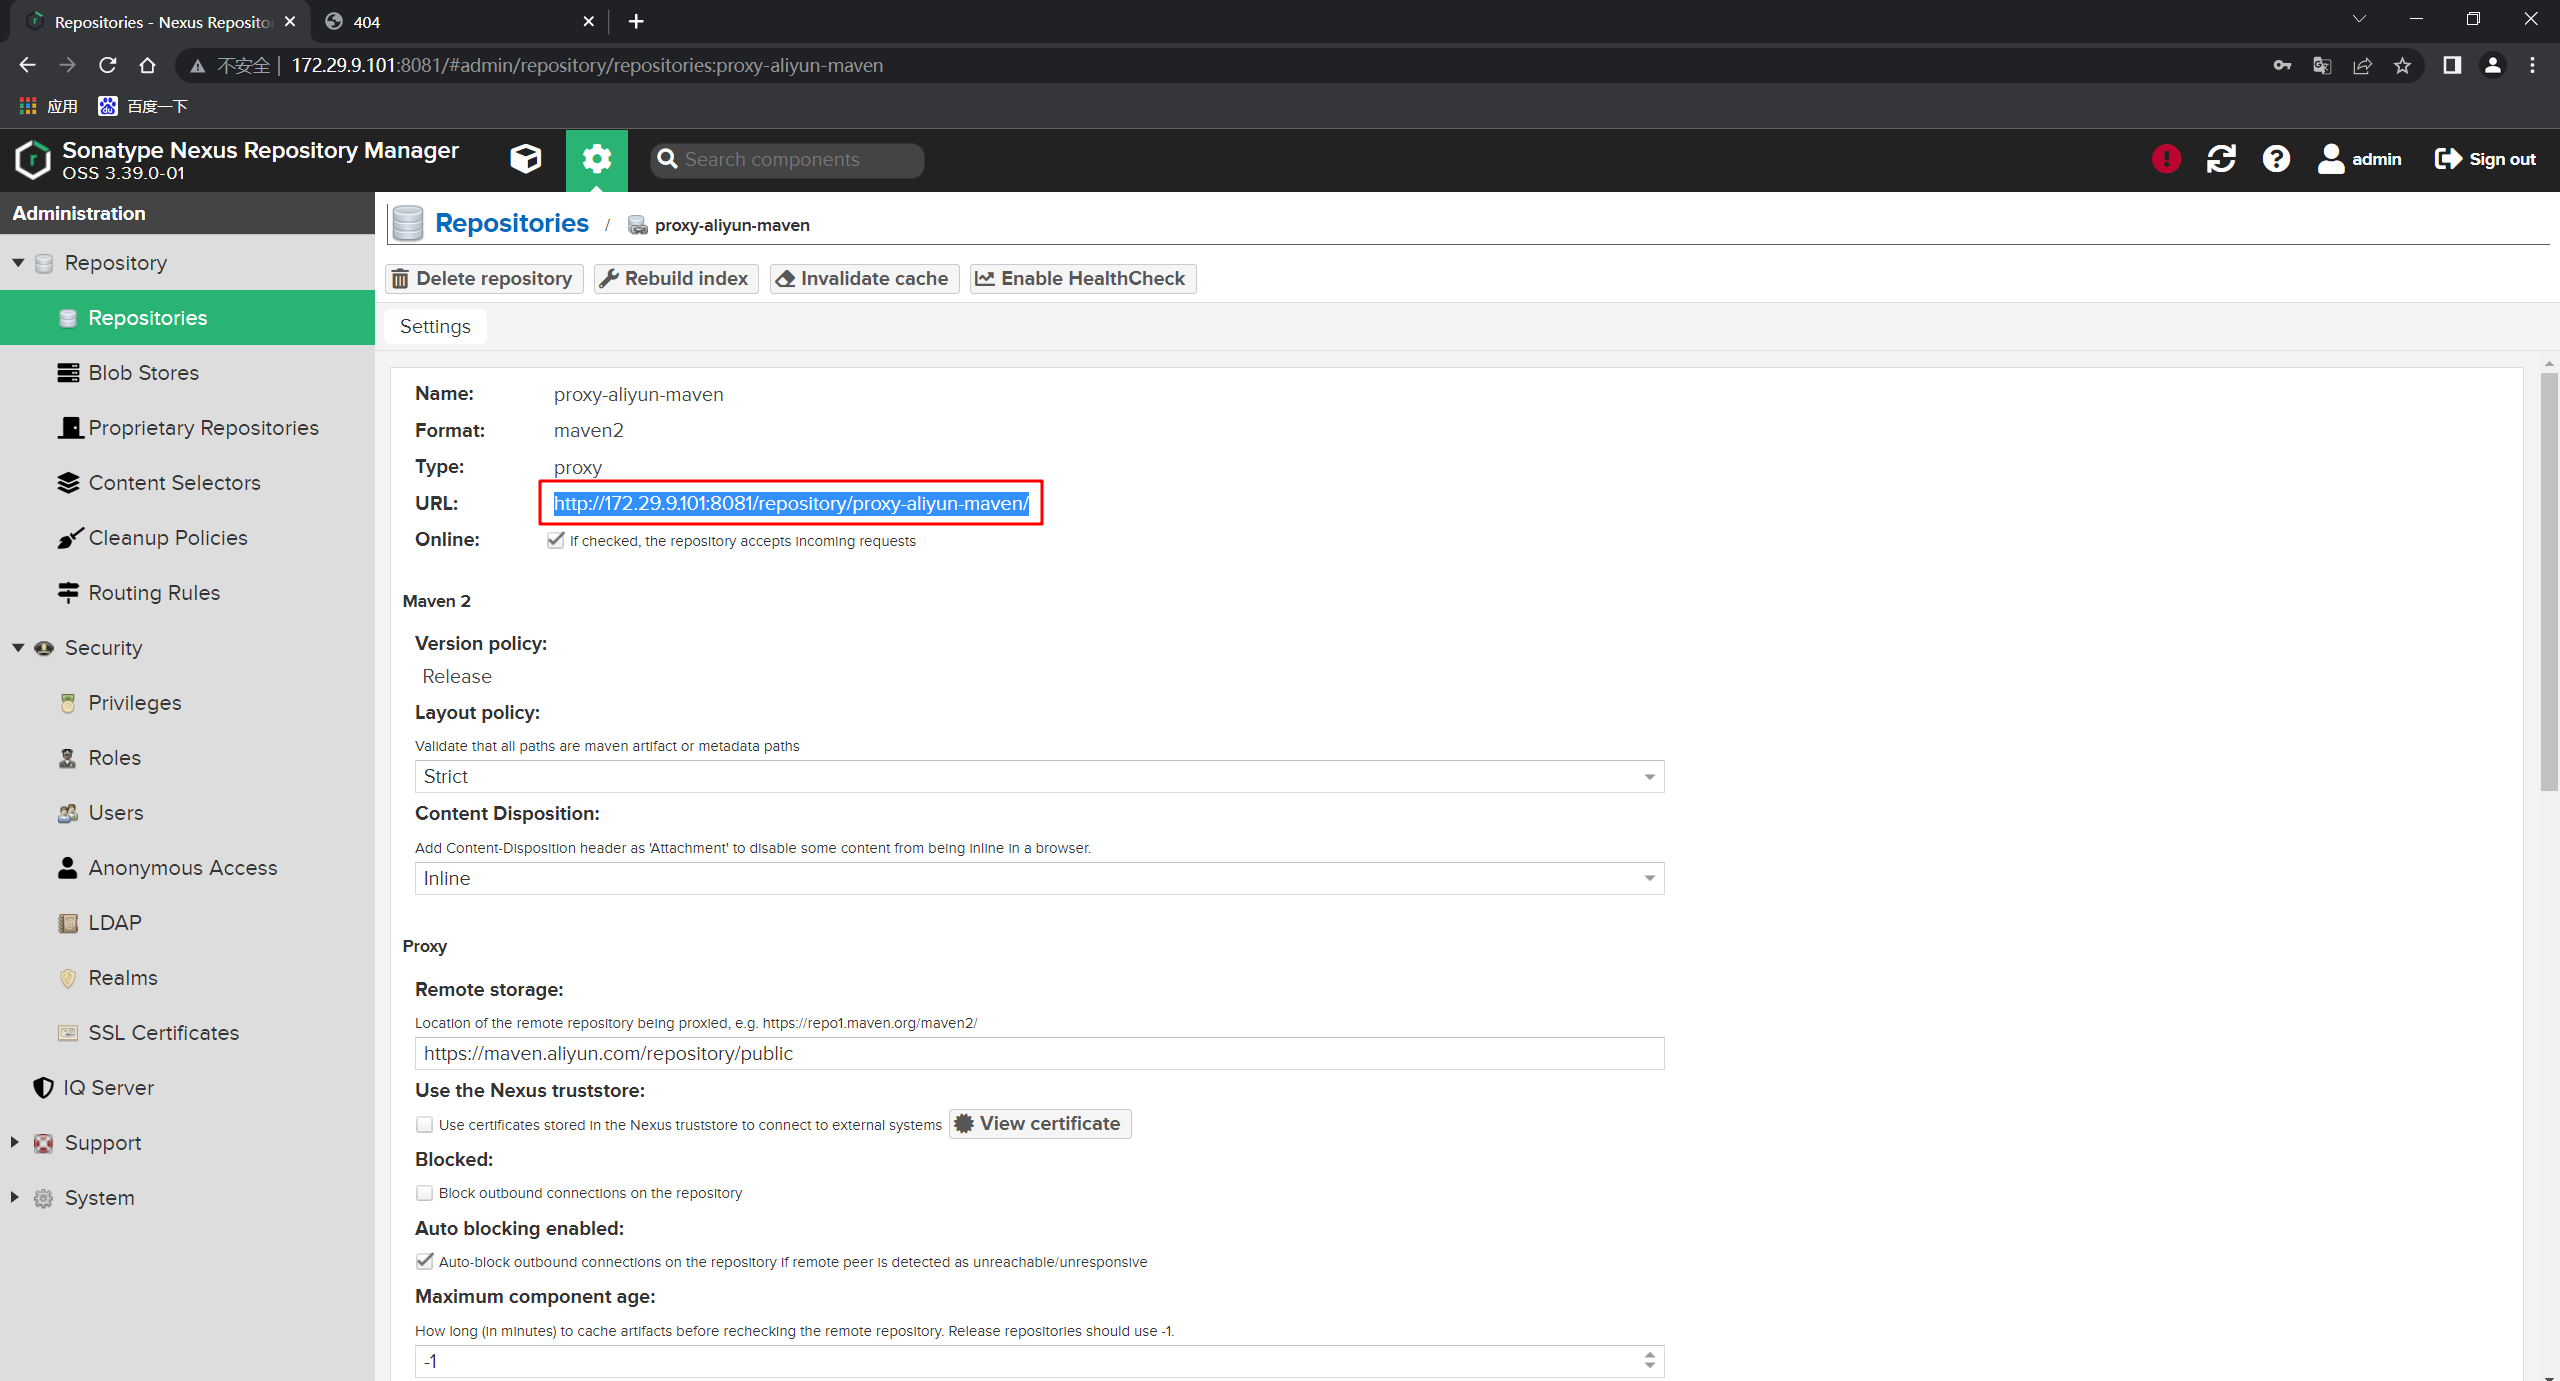 Repositories - Nexus Reposito
404
不安全
172.29.9.101:8081/#admin/repository/repositories:proxy-aliyun-maven
应用
百度一下
Sonatype Nexus Repository Manager
OSS 3.39.0-01
Search components
admin
Sign out
Administration
Repository
Repositories
Blob Stores
Proprietary Repositories
Content Selectors
Cleanup Policies
Routing Rules
Security
Privileges
Roles
Users
Anonymous Access
LDAP
Realms
SSL Certificates
IQ Server
Support
System
Repositories / proxy-aliyun-maven
Delete repository
Rebuild index
Invalidate cache
Enable HealthCheck
Settings
Name: proxy-aliyun-maven
Format: maven2
Type: proxy
URL: http://172.29.9.101:8081/repository/proxy-aliyun-maven/
Online: If checked, the repository accepts incoming requests
Maven 2
Version policy:
Release
Layout policy:
Validate that all paths are maven artifact or metadata paths
Strict
Content Disposition:
Add Content-Disposition header as 'Attachment' to disable some content from being inline in a browser.
Inline
Proxy
Remote storage:
Location of the remote repository being proxied, e.g. https://repo1.maven.org/maven2/
https://maven.aliyun.com/repository/public
Use the Nexus truststore:
Use certificates stored in the Nexus truststore to connect to external systems
View certificate
Blocked:
Block outbound connections on the repository
Auto blocking enabled:
Auto-block outbound connections on the repository if remote peer is detected as unreachable/unresponsive
Maximum component age:
How long (in minutes) to cache artifacts before rechecking the remote repository. Release repositories should use -1.
-1